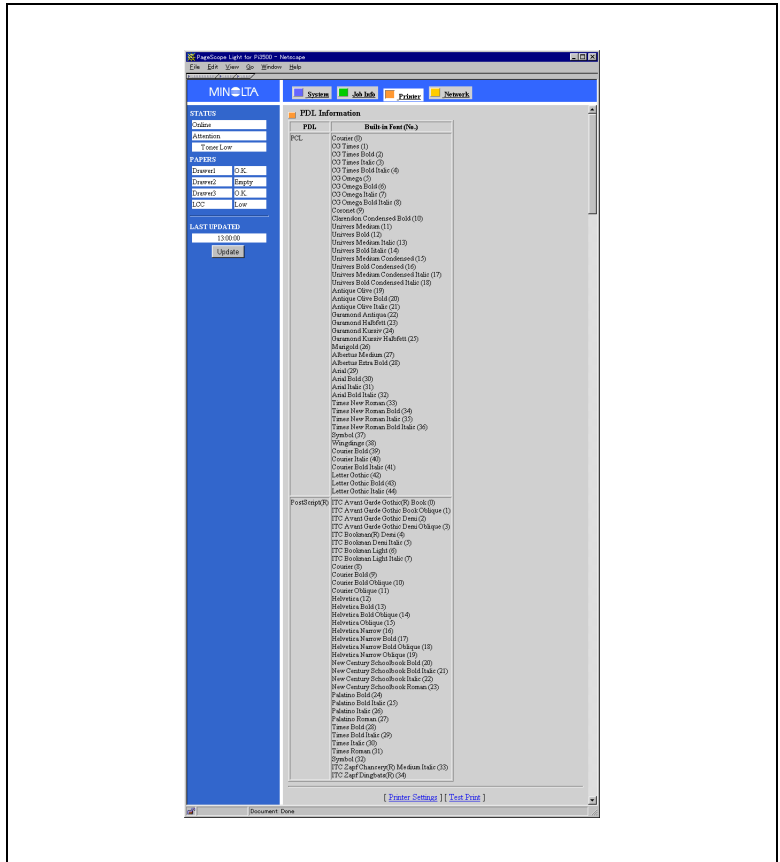 PageScope Light for Pi3500 - Netscape
File Edit View Go Window Help
MINOLTA
System
Job Info
Printer
Network
STATUS
Online
Attention
Toner Low
PAPERS
Drawer1 O.K.
Drawer2 Empty
Drawer3 O.K.
LCC Low
LAST UPDATED
13:00:00
Update
PDL Information
PDL Built-in Font (No.)
PCL Courier (0)
CG Times (1)
CG Times Bold (2)
CG Times Italic (3)
CG Times Bold Italic (4)
CG Omega (5)
CG Omega Bold (6)
CG Omega Italic (7)
CG Omega Bold Italic (8)
Coronet (9)
Clarendon Condensed Bold (10)
Univers Medium (11)
Univers Bold (12)
Univers Medium Italic (13)
Univers Bold Iitalic (14)
Univers Medium Condensed (15)
Univers Bold Condensed (16)
Univers Medium Condensed Italic (17)
Univers Bold Condensed Italic (18)
Antique Olive (19)
Antique Olive Bold (20)
Antique Olive Italic (21)
Garamond Antiqua (22)
Garamond Halbfett (23)
Garamond Kursiv (24)
Garamond Kursiv Halbfett (25)
Marigold (26)
Albertus Medium (27)
Albertus Extra Bold (28)
Arial (29)
Arial Bold (30)
Arial Italic (31)
Arial Bold Italic (32)
Times New Roman (33)
Times New Roman Bold (34)
Times New Roman Italic (35)
Times New Roman Bold Italic (36)
Symbol (37)
Wingdings (38)
Courier Bold (39)
Courier Italic (40)
Courier Bold Italic (41)
Letter Gothic (42)
Letter Gothic Bold (43)
Letter Gothic Italic (44)
PostScript(R) ITC Avant Garde Gothic(R) Book (0)
ITC Avant Garde Gothic Book Oblique (1)
ITC Avant Garde Gothic Demi (2)
ITC Avant Garde Gothic Demi Oblique (3)
ITC Bookman(R) Demi (4)
ITC Bookman Demi Italic (5)
ITC Bookman Light (6)
ITC Bookman Light Italic (7)
Courier (8)
Courier Bold (9)
Courier Bold Oblique (10)
Courier Oblique (11)
Helvetica (12)
Helvetica Bold (13)
Helvetica Bold Oblique (14)
Helvetica Oblique (15)
Helvetica Narrow (16)
Helvetica Narrow Bold (17)
Helvetica Narrow Bold Oblique (18)
Helvetica Narrow Oblique (19)
New Century Schoolbook Bold (20)
New Century Schoolbook Bold Italic (21)
New Century Schoolbook Italic (22)
New Century Schoolbook Roman (23)
Palatino Bold (24)
Palatino Bold Italic (25)
Palatino Italic (26)
Palatino Roman (27)
Times Bold (28)
Times Bold Italic (29)
Times Italic (30)
Times Roman (31)
Symbol (32)
ITC Zapf Chancery(R) Medium Italic (33)
ITC Zapf Dingbats(R) (34)
[ Printer Settings ] [ Test Print ]
Document: Done